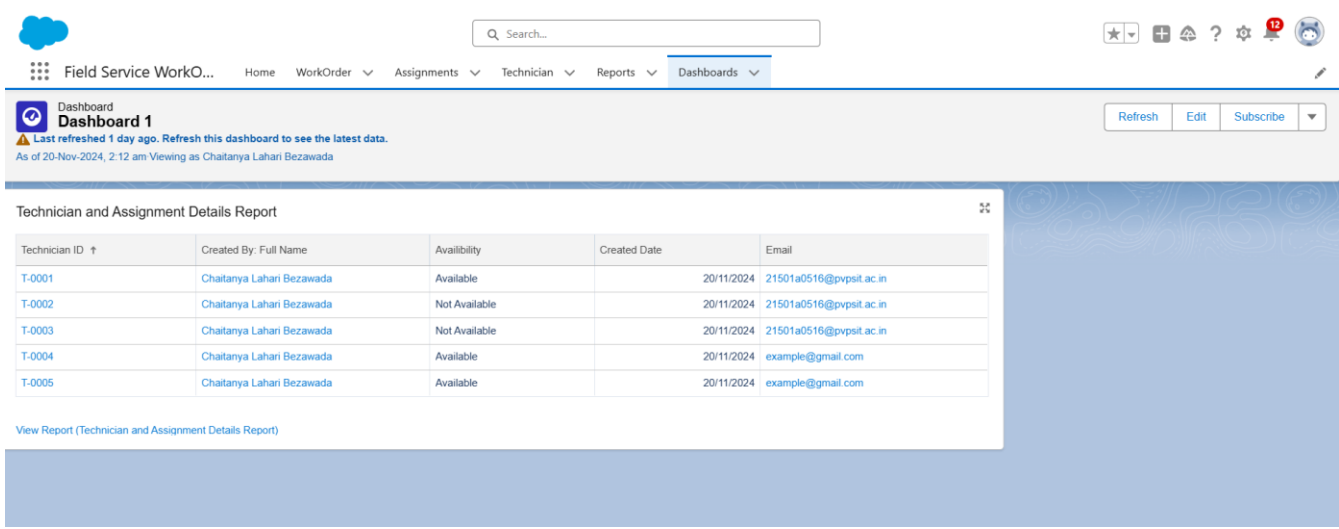 Search...
12
Field Service WorkO... Home WorkOrder Assignments Technician Reports Dashboards
Dashboard
Dashboard 1
Last refreshed 1 day ago. Refresh this dashboard to see the latest data.
As of 20-Nov-2024, 2:12 am Viewing as Chaitanya Lahari Bezawada
Refresh Edit Subscribe
Technician and Assignment Details Report
Technician ID ↑ Created By: Full Name Availibility Created Date Email
T-0001 Chaitanya Lahari Bezawada Available 20/11/2024 21501a0516@pvpsit.ac.in
T-0002 Chaitanya Lahari Bezawada Not Available 20/11/2024 21501a0516@pvpsit.ac.in
T-0003 Chaitanya Lahari Bezawada Not Available 20/11/2024 21501a0516@pvpsit.ac.in
T-0004 Chaitanya Lahari Bezawada Available 20/11/2024 example@gmail.com
T-0005 Chaitanya Lahari Bezawada Available 20/11/2024 example@gmail.com
View Report (Technician and Assignment Details Report)